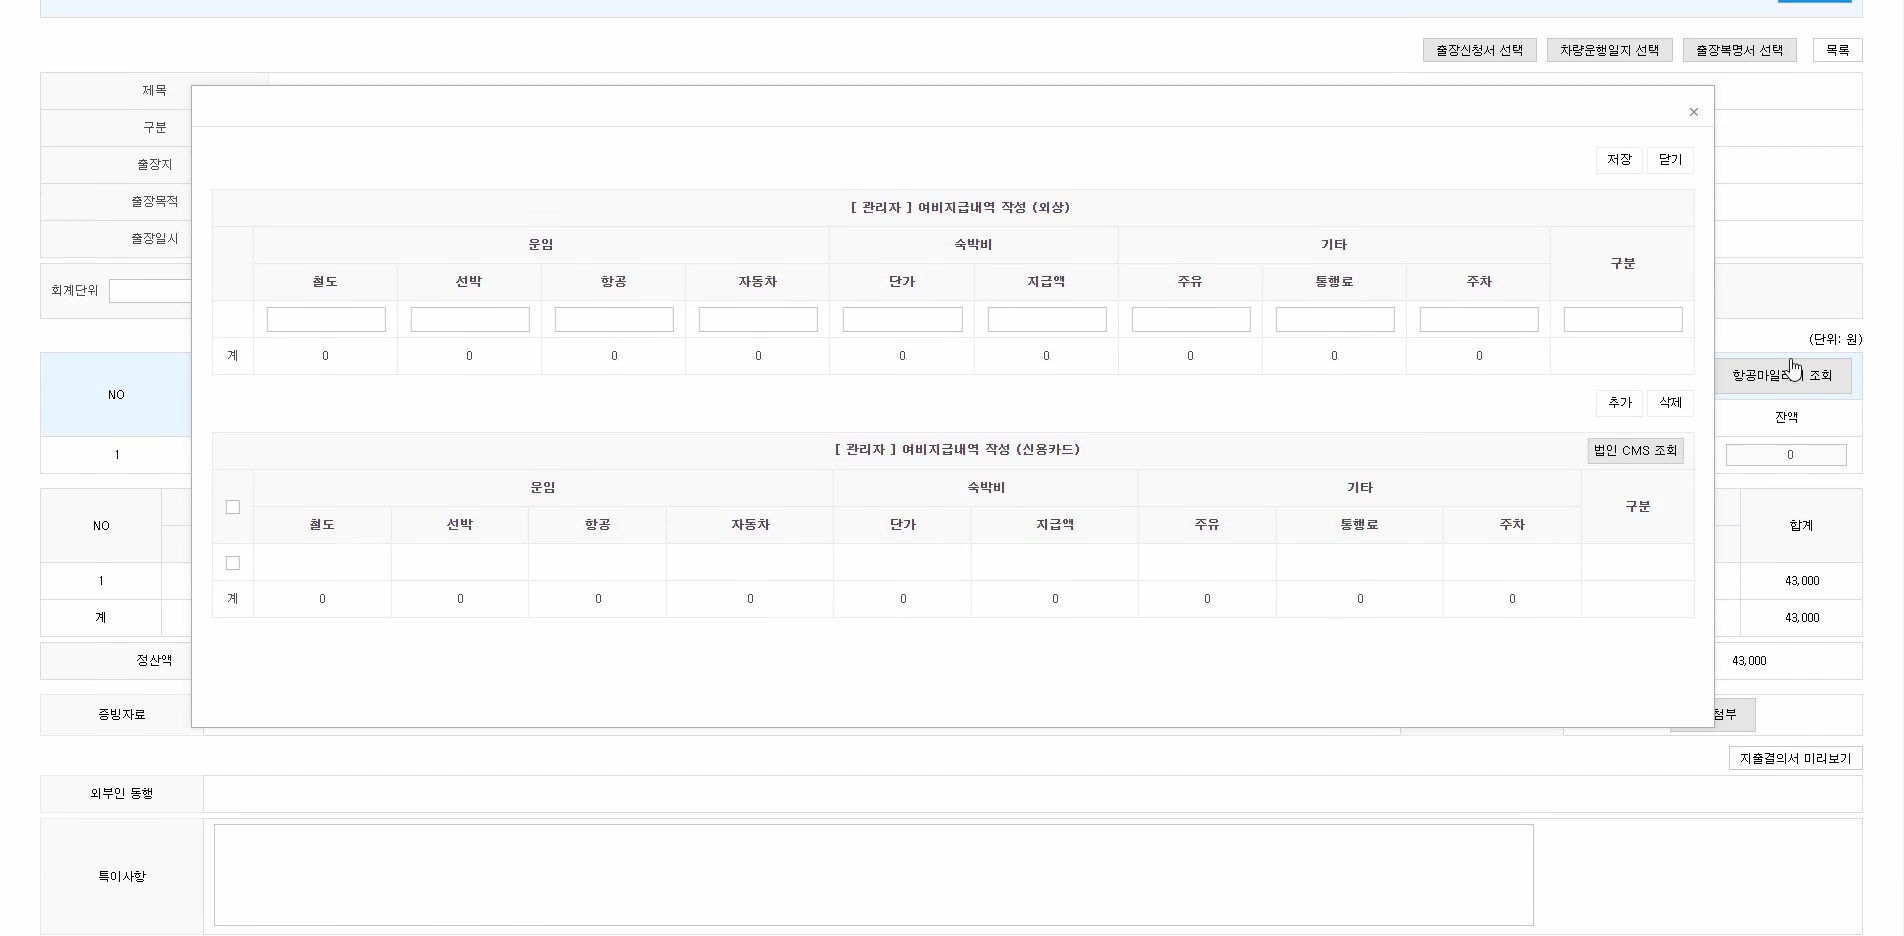 출장신청서 선택 차량운행일지 선택 출장복명서 선택 목록
제목
구분
출장지
출장목적
출장일시
회계단위
(단위: 원)
NO
항공마일리 조회
잔액
1
0
NO
합계
1
43,000
계
43,000
정산액
43,000
증빙자료
첨부
지출결의서 미리보기
외부인 동행
특이사항
×
저장 닫기
[ 관리자 ] 여비지급내역 작성 (외상)
운임 숙박비 기타 구분
철도 선박 항공 자동차 단가 지급액 주유 통행료 주차
계 0 0 0 0 0 0 0 0 0
추가 삭제
[ 관리자 ] 여비지급내역 작성 (신용카드) 법인 CMS 조회
운임 숙박비 기타 구분
철도 선박 항공 자동차 단가 지급액 주유 통행료 주차
계 0 0 0 0 0 0 0 0 0